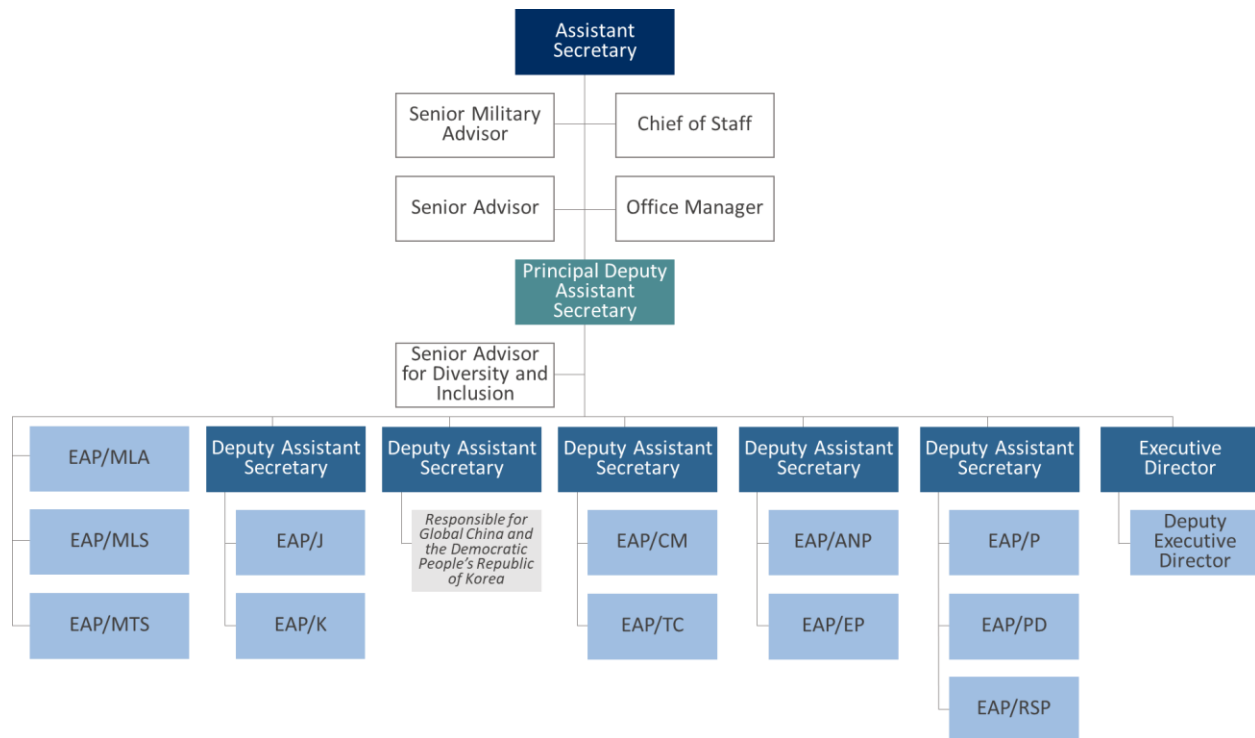 Assistant
Secretary
Senior Military
Advisor
Chief of Staff
Senior Advisor
Office Manager
Principal Deputy
Assistant
Secretary
Senior Advisor
for Diversity and
Inclusion
EAP/MLA
EAP/MLS
EAP/MTS
Deputy Assistant
Secretary
EAP/J
EAP/K
Deputy Assistant
Secretary
Responsible for
Global China and
the Democratic
People's Republic
of Korea
Deputy Assistant
Secretary
EAP/CM
EAP/TC
Deputy Assistant
Secretary
EAP/ANP
EAP/EP
Deputy Assistant
Secretary
EAP/P
EAP/PD
EAP/RSP
Executive
Director
Deputy
Executive
Director